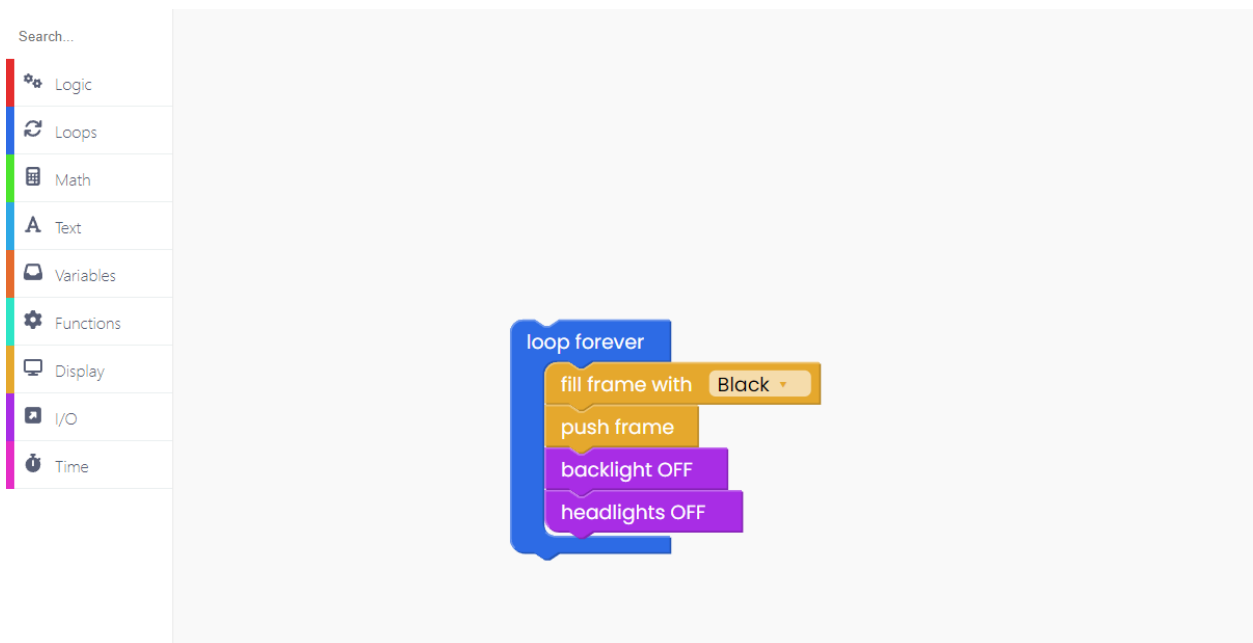 Search...
Logic
Loops
Math
Text
Variables
Functions
Display
I/O
Time
loop forever
fill frame with Black
push frame
backlight OFF
headlights OFF